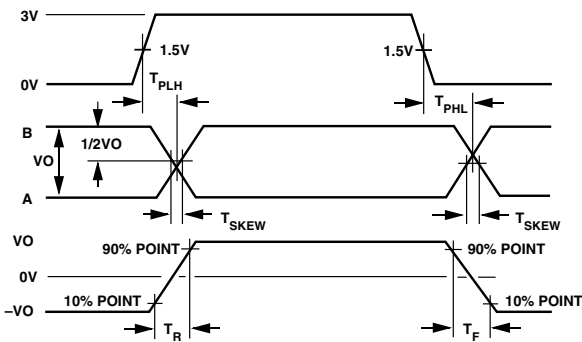 3V
1.5V
1.5V
0V
TPLH
TPHL
B
1/2VO
VO
A
TSKEW
TSKEW
VO
90% POINT
90% POINT
0V
10% POINT
10% POINT
–VO
TR
TF